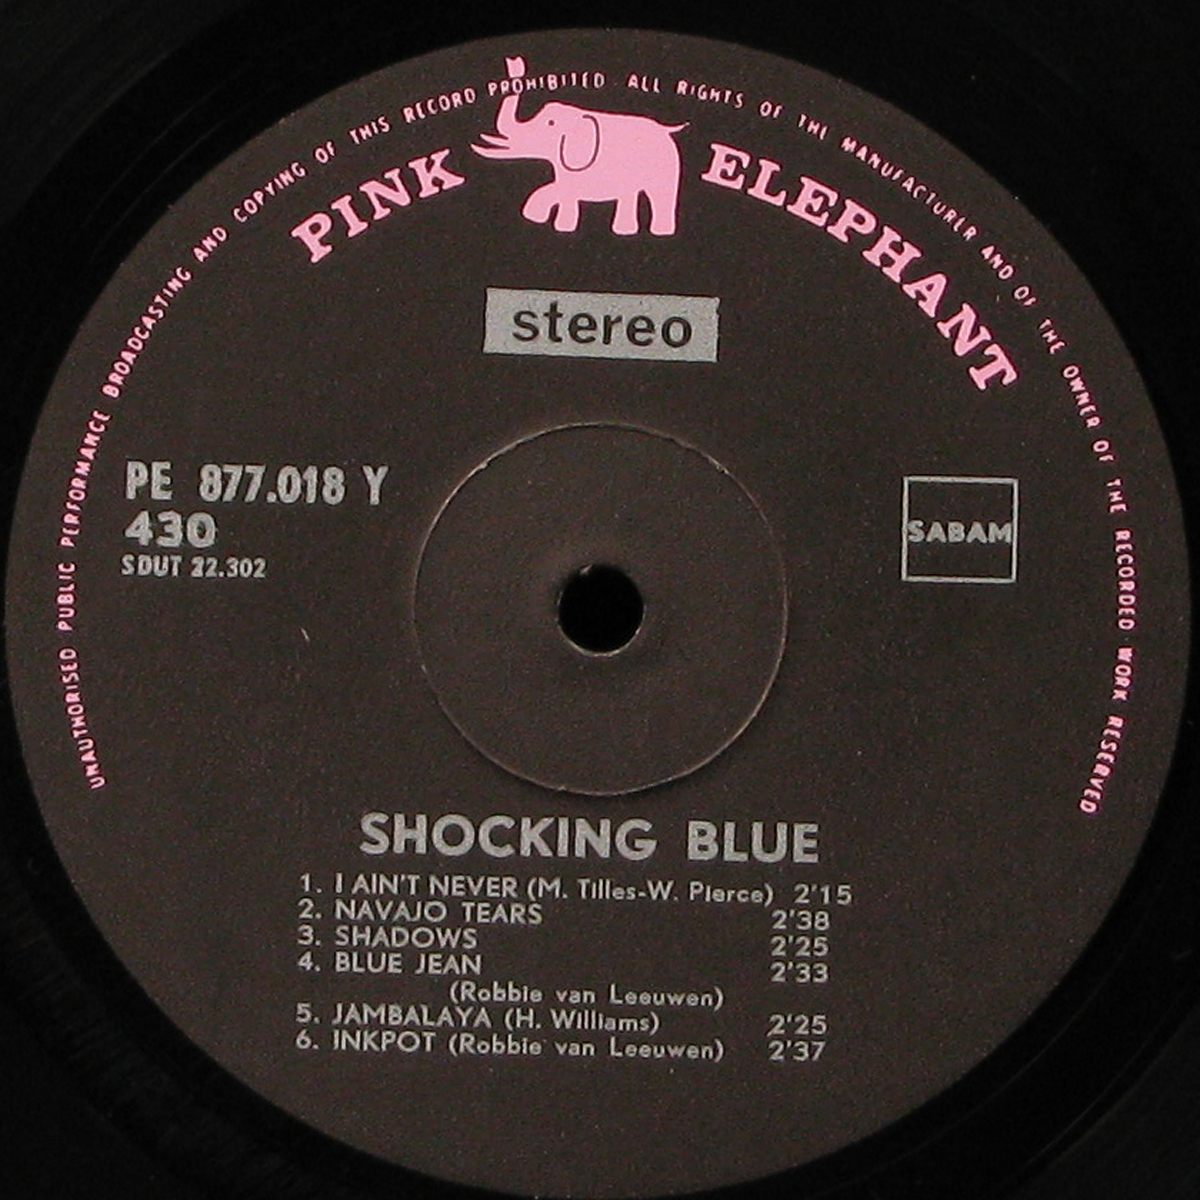 UNAUTHORISED PUBLIC PERFORMANCE BROADCASTING AND COPYING OF THIS RECORD PROHIBITED. ALL RIGHTS OF THE MANUFACTURER AND OF THE OWNER OF THE RECORDED WORK RESERVED
PINK ELEPHANT
stereo
PE 877.018 Y
430
SDUT 22.302
SABAM
SHOCKING BLUE
1. I AIN'T NEVER (M. Tilles-W. Pierce) 2'15
2. NAVAJO TEARS 2'38
3. SHADOWS 2'25
4. BLUE JEAN 2'33
(Robbie van Leeuwen)
5. JAMBALAYA (H. Williams) 2'25
6. INKPOT (Robbie van Leeuwen) 2'37